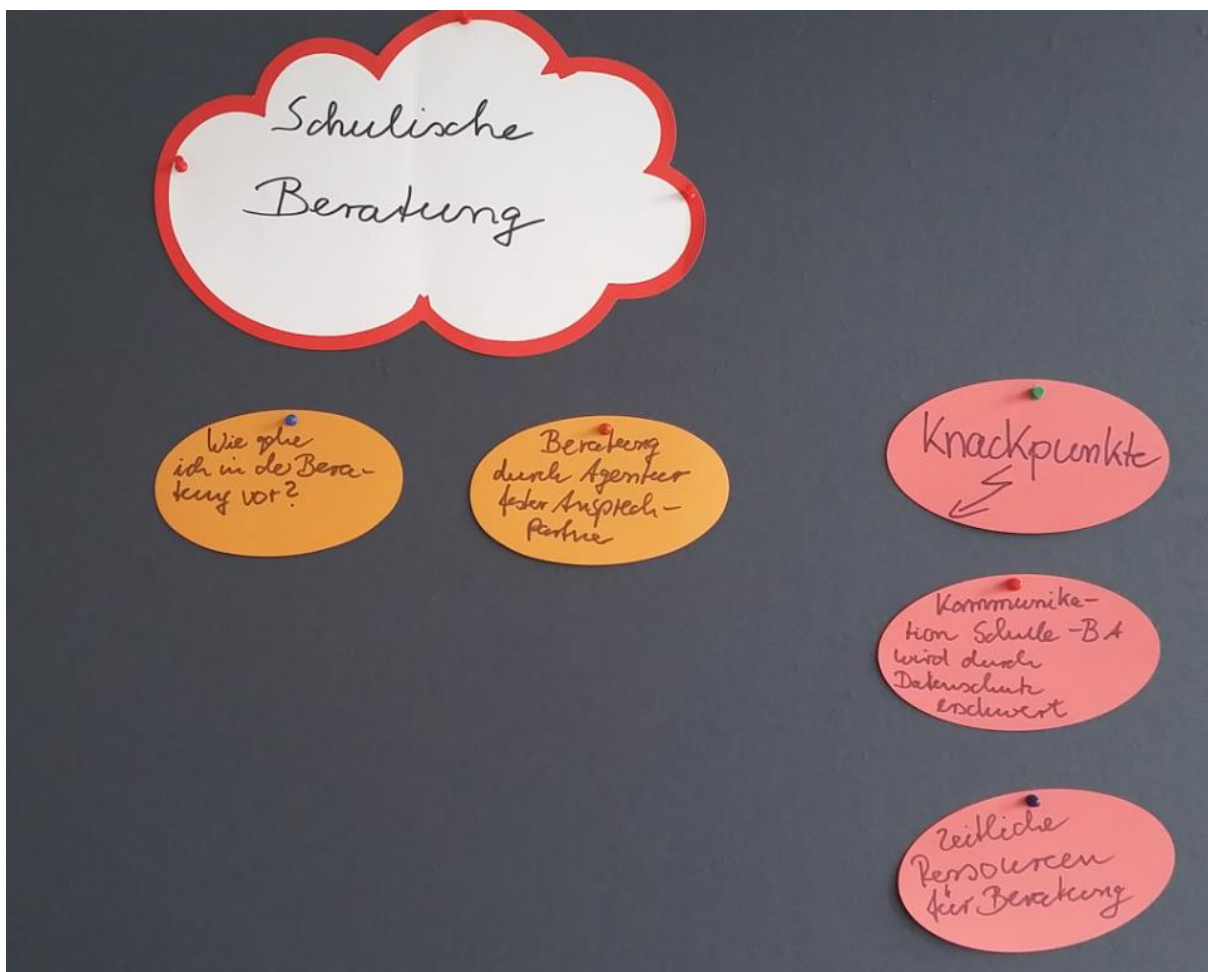 Schulische
Beratung
Wie gehe
ich in der Bera-
tung vor?
Beratung
durch Agentur
fester Ansprech-
Partner
Knackpunkte
Kommunika-
tion Schule - BA
wird durch
Datenschutz
erschwert
Zeitliche
Ressourcen
für Beratung